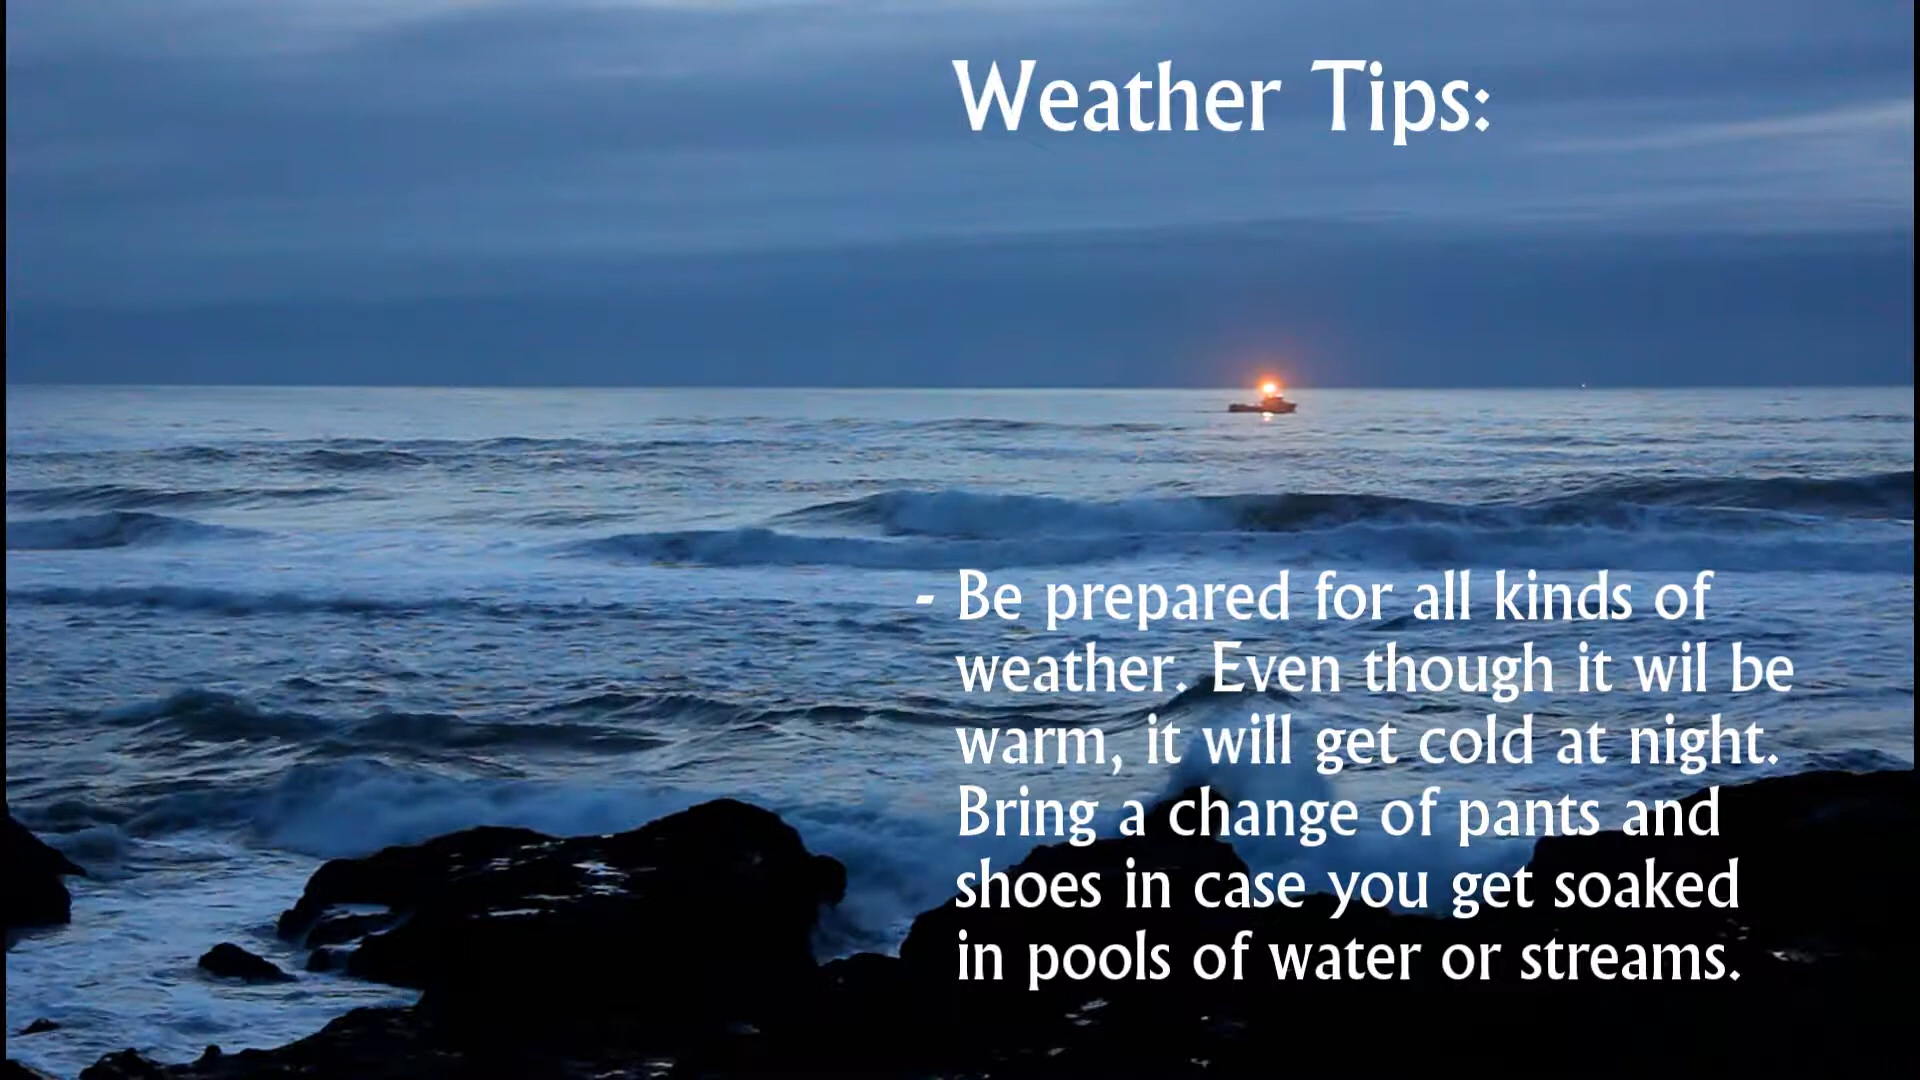 Weather Tips:
- Be prepared for all kinds of
weather. Even though it wil be
warm, it will get cold at night.
Bring a change of pants and
shoes in case you get soaked
in pools of water or streams.